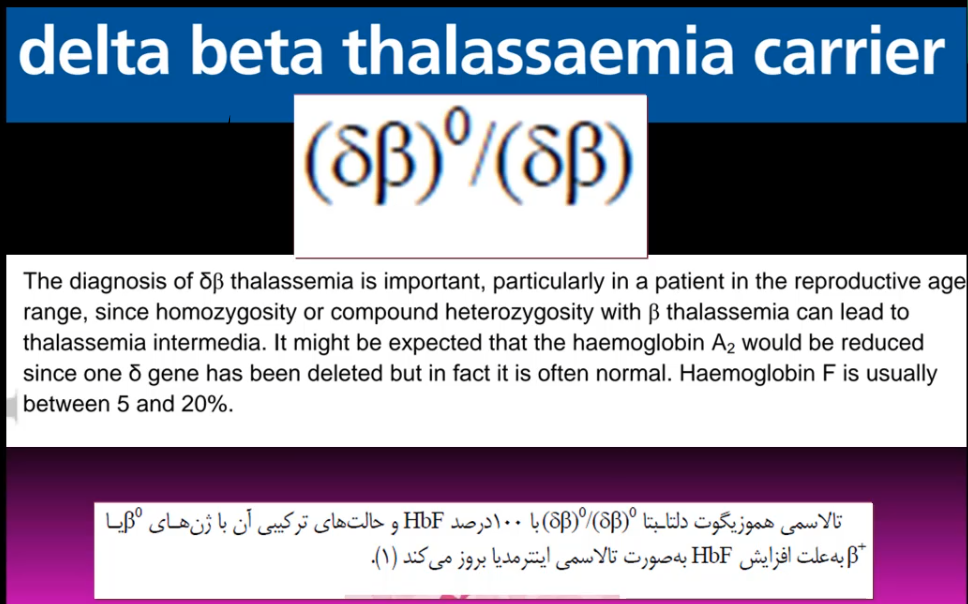 delta beta thalassaemia carrier
(δβ)⁰/(δβ)
The diagnosis of δβ thalassemia is important, particularly in a patient in the reproductive age
range, since homozygosity or compound heterozygosity with β thalassemia can lead to
thalassemia intermedia. It might be expected that the haemoglobin A₂ would be reduced
since one δ gene has been deleted but in fact it is often normal. Haemoglobin F is usually
between 5 and 20%.
تالاسمی هموزیگوت دلتابتا (δβ)⁰/(δβ)⁰ با ۱۰۰درصد HbF و حالت‌های ترکیبی آن با ژن‌هـای β⁰یـا
β⁺ به‌علت افزایش HbF به‌صورت تالاسمی اینترمدیا بروز می‌کند (۱).